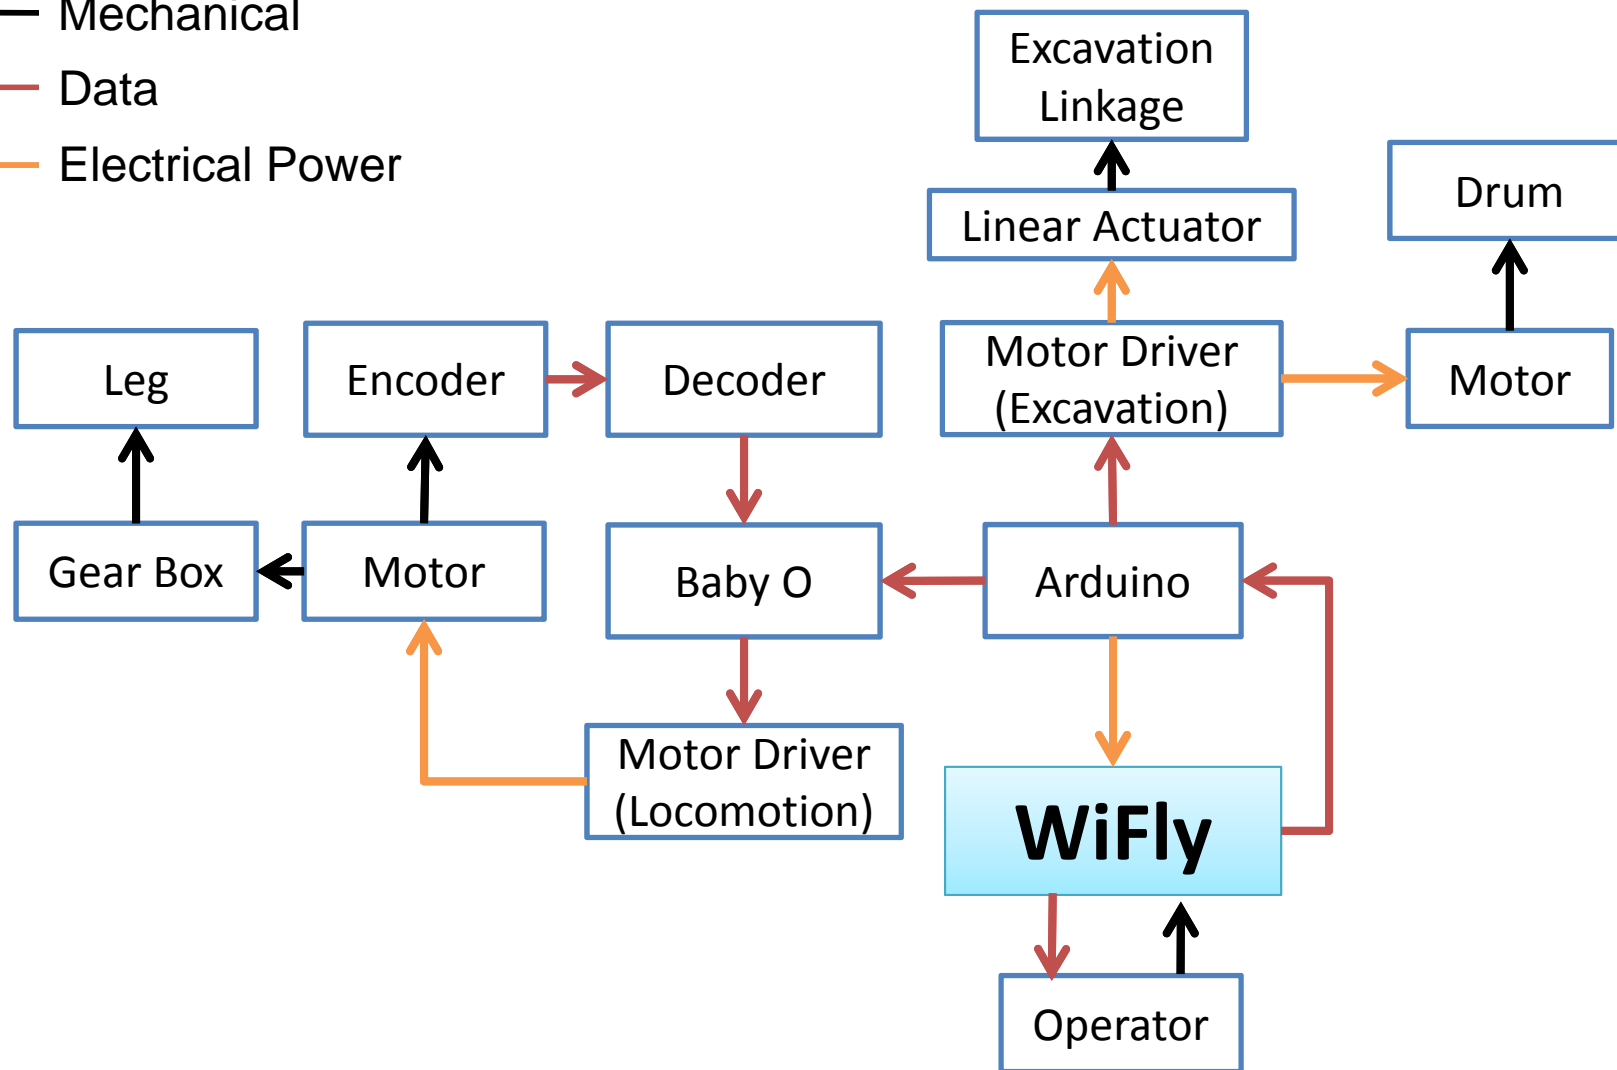 Mechanical
Data
Electrical Power
Excavation
Linkage
Drum
Linear Actuator
Leg
Encoder
Decoder
Motor Driver
(Excavation)
Motor
Gear Box
Motor
Baby O
Arduino
Motor Driver
(Locomotion)
WiFly
Operator